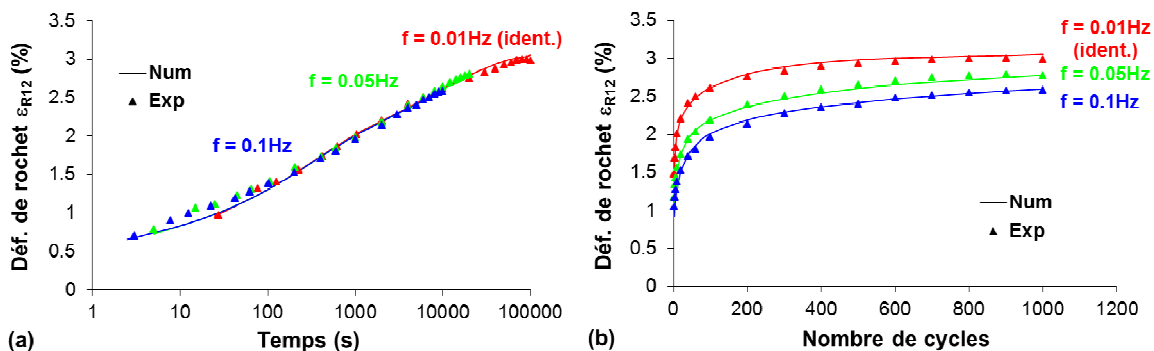 3.5
3
2.5
2
1.5
1
0.5
0
1
10
100
1000
10000
100000
Déf. de rochet εR12 (%)
Temps (s)
f = 0.01Hz (ident.)
f = 0.05Hz
f = 0.1Hz
Num
Exp
(a)
3.5
3
2.5
2
1.5
1
0.5
0
0
200
400
600
800
1000
1200
Déf. de rochet εR12 (%)
Nombre de cycles
f = 0.01Hz
(ident.)
f = 0.05Hz
f = 0.1Hz
Num
Exp
(b)